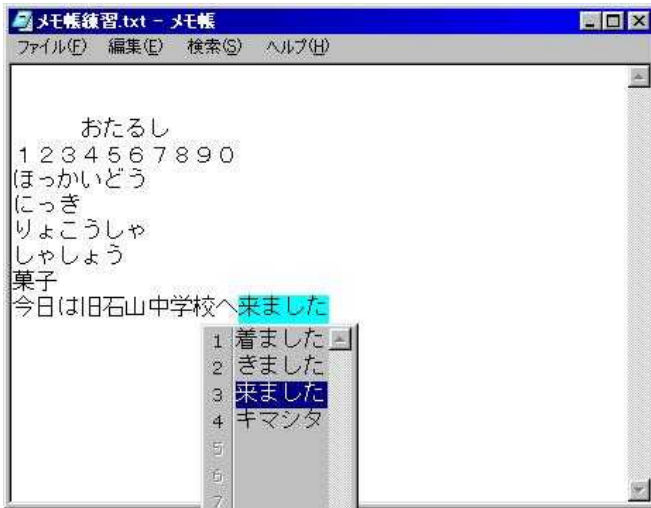 メモ帳練習.txt - メモ帳
ファイル(F) 編集(E) 検索(S) ヘルプ(H)
おたるし
１２３４５６７８９０
ほっかいどう
にっき
りょこうしゃ
しゃしょう
菓子
今日は旧石山中学校へ来ました
1 着ました
2 きました
3 来ました
4 キマシタ
5
6
7